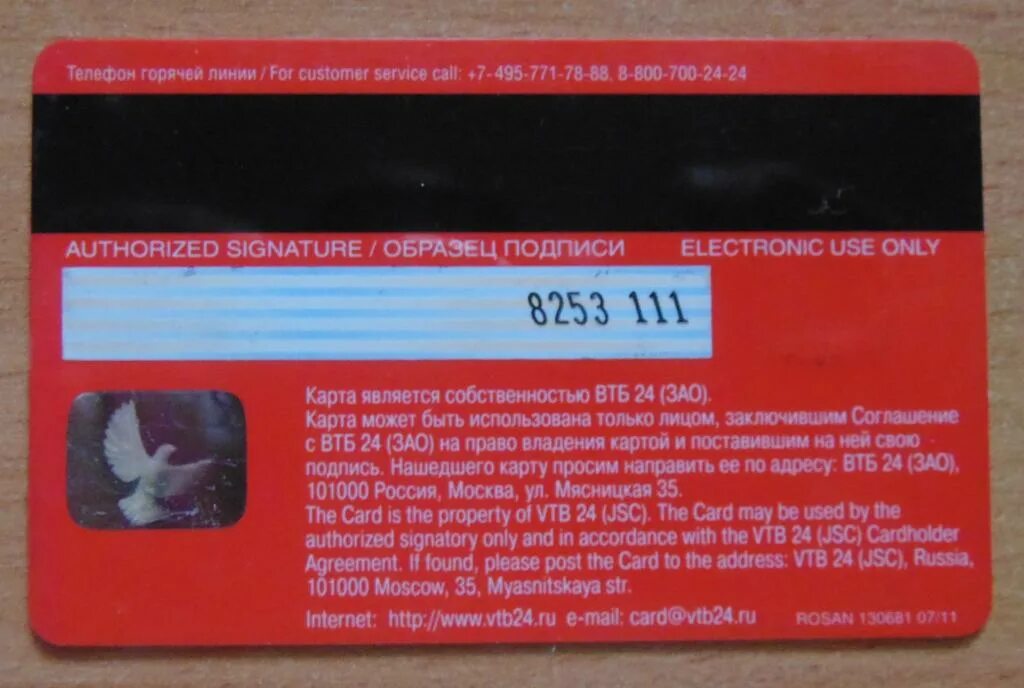 Телефон горячей линии / For customer service call: +7-495-771-78-88, 8-800-700-24-24
AUTHORIZED SIGNATURE / ОБРАЗЕЦ ПОДПИСИ ELECTRONIC USE ONLY
8253 111
Карта является собственностью ВТБ 24 (ЗАО).
Карта может быть использована только лицом, заключившим Соглашение
с ВТБ 24 (ЗАО) на право владения картой и поставившим на ней свою
подпись. Нашедшего карту просим направить ее по адресу: ВТБ 24 (ЗАО),
101000 Россия, Москва, ул. Мясницкая 35.
The Card is the property of VTB 24 (JSC). The Card may be used by the
authorized signatory only and in accordance with the VTB 24 (JSC) Cardholder
Agreement. If found, please post the Card to the address: VTB 24 (JSC), Russia,
101000 Moscow, 35, Myasnitskaya str.
Internet: http://www.vtb24.ru e-mail: card@vtb24.ru
ROSAN 130681 07/11